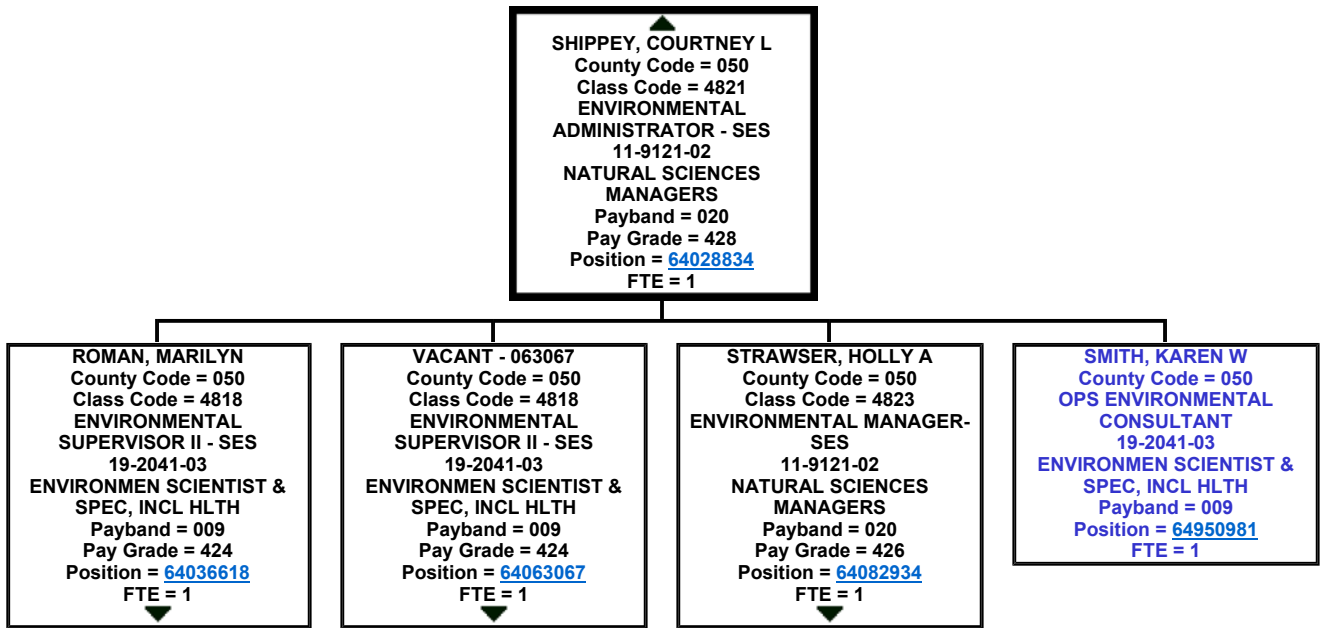 SHIPPEY, COURTNEY L
County Code = 050
Class Code = 4821
ENVIRONMENTAL
ADMINISTRATOR - SES
11-9121-02
NATURAL SCIENCES
MANAGERS
Payband = 020
Pay Grade = 428
Position = 64028834
FTE = 1
ROMAN, MARILYN
County Code = 050
Class Code = 4818
ENVIRONMENTAL
SUPERVISOR II - SES
19-2041-03
ENVIRONMEN SCIENTIST &
SPEC, INCL HLTH
Payband = 009
Pay Grade = 424
Position = 64036618
FTE = 1
VACANT - 063067
County Code = 050
Class Code = 4818
ENVIRONMENTAL
SUPERVISOR II - SES
19-2041-03
ENVIRONMEN SCIENTIST &
SPEC, INCL HLTH
Payband = 009
Pay Grade = 424
Position = 64063067
FTE = 1
STRAWSER, HOLLY A
County Code = 050
Class Code = 4823
ENVIRONMENTAL MANAGER-
SES
11-9121-02
NATURAL SCIENCES
MANAGERS
Payband = 020
Pay Grade = 426
Position = 64082934
FTE = 1
SMITH, KAREN W
County Code = 050
OPS ENVIRONMENTAL
CONSULTANT
19-2041-03
ENVIRONMEN SCIENTIST &
SPEC, INCL HLTH
Payband = 009
Position = 64950981
FTE = 1